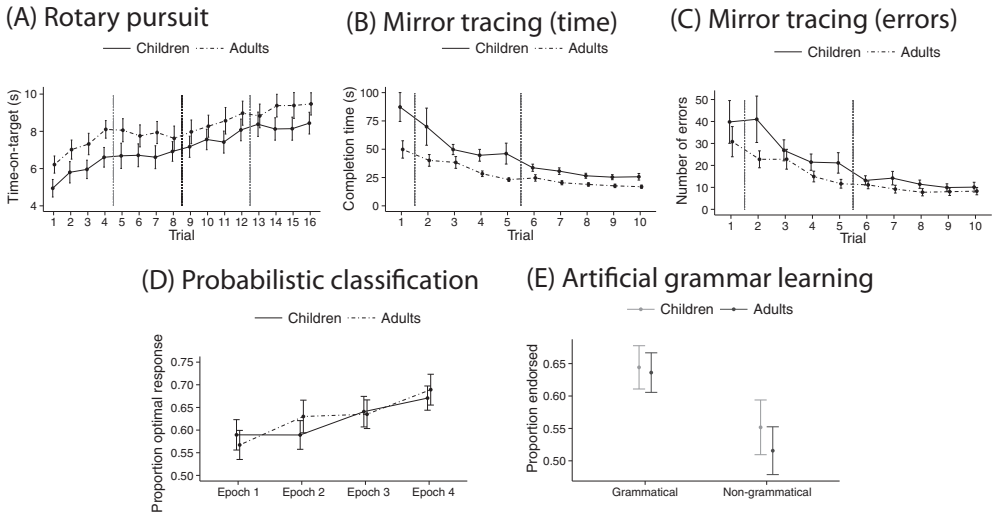 (A) Rotary pursuit
Children Adults
Time-on-target (s)
10
8
6
4
1 2 3 4 5 6 7 8 9 10 11 12 13 14 15 16
Trial
(B) Mirror tracing (time)
Children Adults
Completion time (s)
100
75
50
25
0
1 2 3 4 5 6 7 8 9 10
Trial
(C) Mirror tracing (errors)
Children Adults
Number of errors
50
40
30
20
10
0
1 2 3 4 5 6 7 8 9 10
Trial
(D) Probabilistic classification
Children Adults
Proportion optimal response
0.75
0.70
0.65
0.60
0.55
0.50
Epoch 1 Epoch 2 Epoch 3 Epoch 4
(E) Artificial grammar learning
Children Adults
Proportion endorsed
0.65
0.60
0.55
0.50
Grammatical Non-grammatical